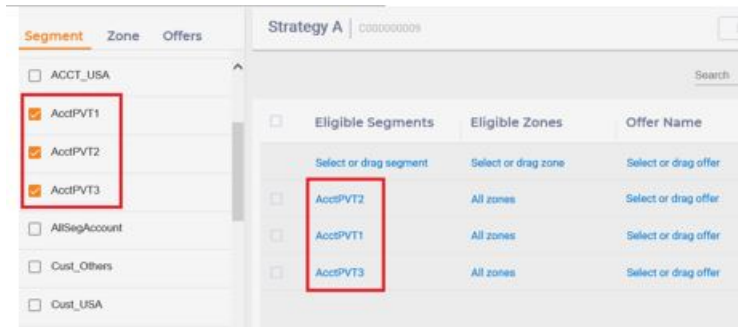 Segment Zone Offers
ACCT_USA
AcctPVT1
AcctPVT2
AcctPVT3
AllSegAccount
Cust_Others
Cust_USA
Strategy A | C000000009
Search
Eligible Segments Eligible Zones Offer Name
Select or drag segment Select or drag zone Select or drag offer
AcctPVT2 All zones Select or drag offer
AcctPVT1 All zones Select or drag offer
AcctPVT3 All zones Select or drag offer